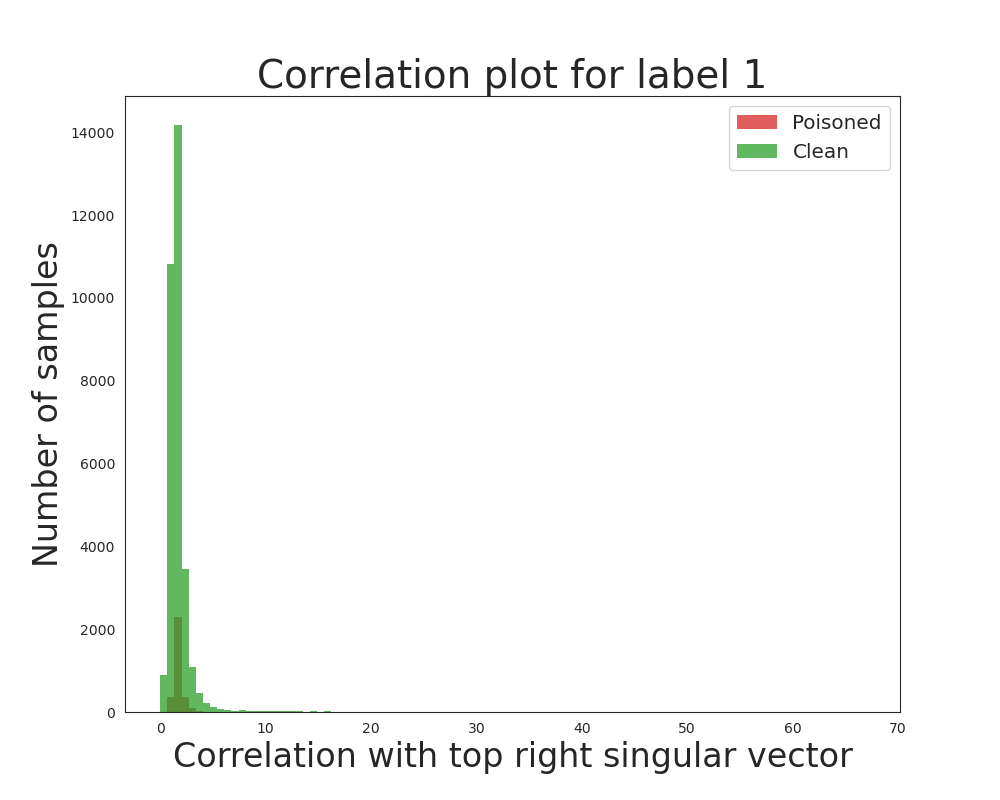 Correlation plot for label 1
Poisoned
Clean
Number of samples
14000
12000
10000
8000
6000
4000
2000
0
0 10 20 30 40 50 60 70
Correlation with top right singular vector